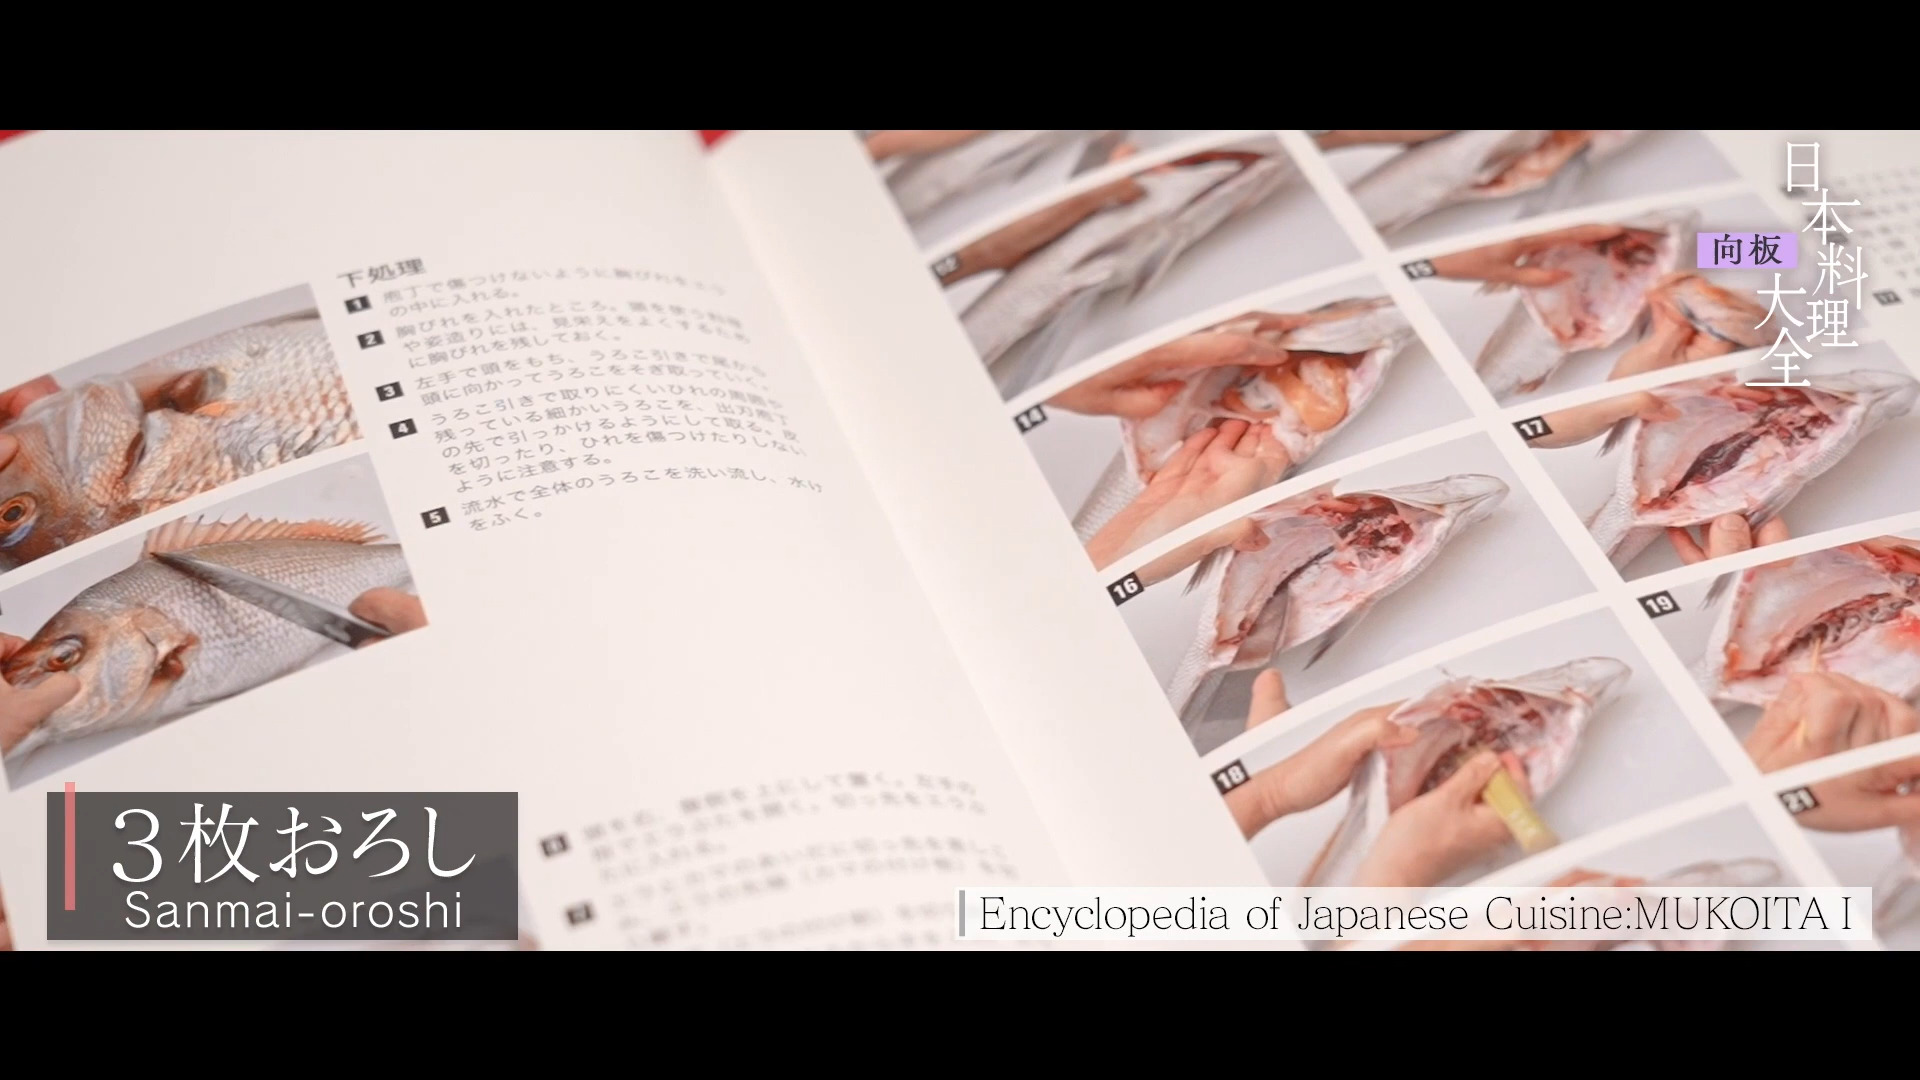 下処理
1 庖丁で傷つけないように胸びれをエラ
の中に入れる。
2 胸びれを入れたところ。頭を使う料理
や姿造りには、見栄えをよくするため
に胸びれを残しておく。
3 左手で頭をもち、うろこ引きで尾から
頭に向かってうろこをそぎ取っていく。
4 うろこ引きで取りにくいひれの周囲や
残っている細かいうろこを、出刃庖丁
の先で引っかけるようにして取る。皮
を切ったり、ひれを傷つけたりしない
ように注意する。
5 流水で全体のうろこを洗い流し、水け
をふく。
14
15
16
17
18
19
21
日本料理大全
向板
3枚おろし
Sanmai-oroshi
Encyclopedia of Japanese Cuisine:MUKOITA I